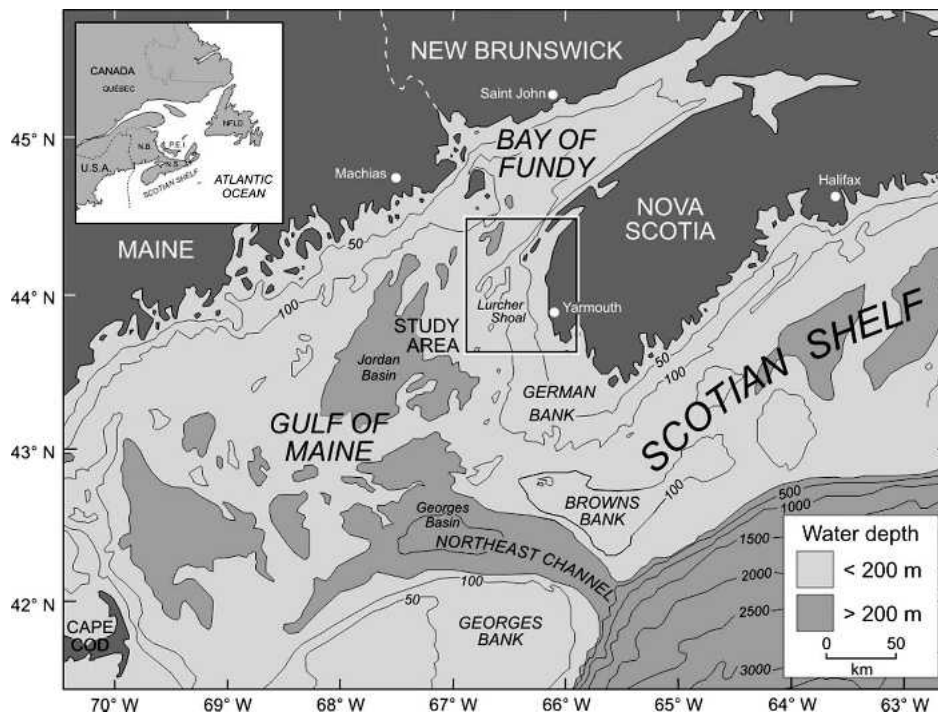 NEW BRUNSWICK
Saint John
BAY OF
FUNDY
Machias
Halifax
NOVA
SCOTIA
MAINE
50
100
Lurcher
Shoal
Yarmouth
STUDY
AREA
Jordan
Basin
GERMAN
BANK
50
100
SCOTIAN SHELF
GULF OF
MAINE
BROWNS
BANK
100
Georges
Basin
NORTHEAST CHANNEL
500
1000
1500
2000
2500
3000
100
50
GEORGES
BANK
CAPE
COD
CANADA
QUÉBEC
NFLD.
N.B.
P.E.I
N.S.
U.S.A.
SCOTIAN SHELF
ATLANTIC
OCEAN
Water depth
< 200 m
> 200 m
0 50
km
45° N
44° N
43° N
42° N
70° W 69° W 68° W 67° W 66° W 65° W 64° W 63° W